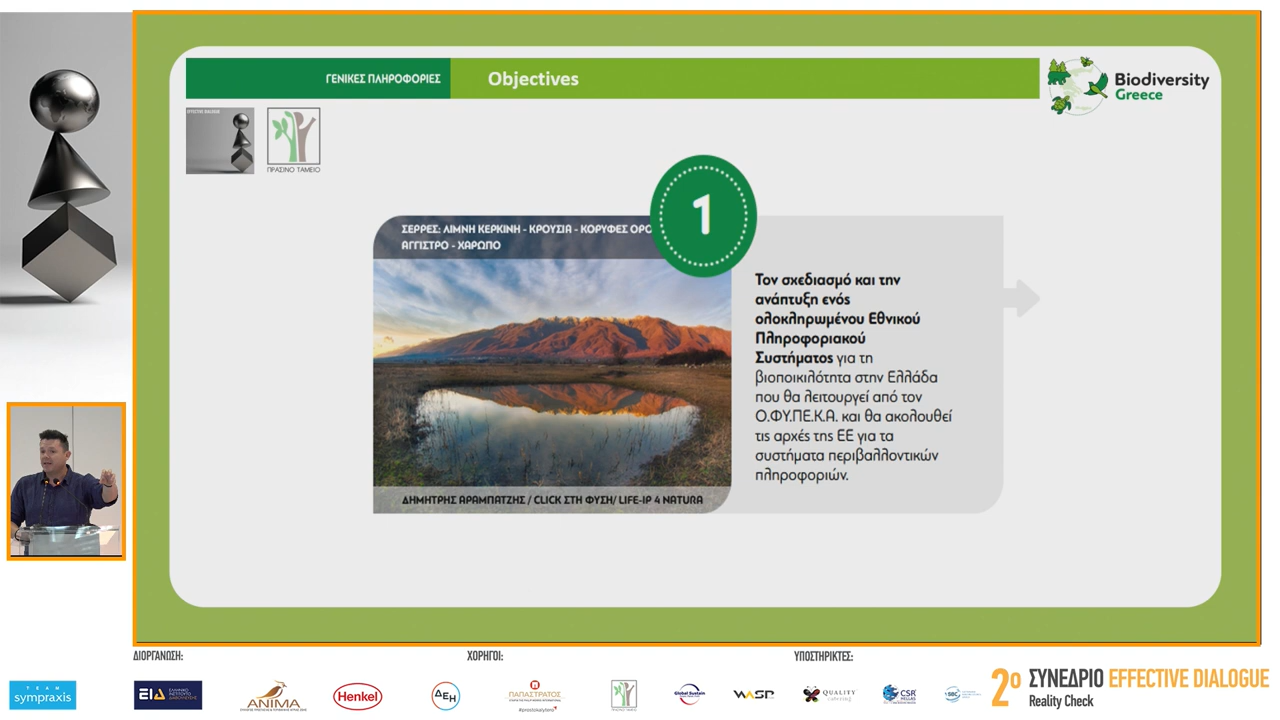 ΓΕΝΙΚΕΣ ΠΛΗΡΟΦΟΡΙΕΣ
Objectives
Biodiversity
Greece
ΠΡΑΣΙΝΟ ΤΑΜΕΙΟ
1
ΣΕΡΡΕΣ: ΛΙΜΝΗ ΚΕΡΚΙΝΗ - ΚΡΟΥΣΙΑ - ΚΟΡΥΦΕΣ ΟΡΟ
ΑΓΓΙΣΤΡΟ - ΧΑΡΩΠΟ
Τον σχεδιασμό και την
ανάπτυξη ενός
ολοκληρωμένου Εθνικού
Πληροφοριακού
Συστήματος για τη
βιοποικιλότητα στην Ελλάδα
που θα λειτουργεί από τον
Ο.ΦΥ.ΠΕ.Κ.Α. και θα ακολουθεί
τις αρχές της ΕΕ για τα
συστήματα περιβαλλοντικών
πληροφοριών.
ΔΗΜΗΤΡΗΣ ΑΡΑΜΠΑΤΖΗΣ / CLICK ΣΤΗ ΦΥΣΗ/ LIFE-IP 4 NATURA
ΔΙΟΡΓΑΝΩΣΗ:
ΧΟΡΗΓΟΙ:
ΥΠΟΣΤΗΡΙΚΤΕΣ:
TEAM
sympraxis
ΕΙΔ
ANIMA
Henkel
ΔΕΗ
ΠΑΠΑΣΤΡΑΤΟΣ
Global Sustain
WASP
QUALITY
CSR
HELLAS
2ο ΣΥΝΕΔΡΙΟ EFFECTIVE DIALOGUE
Reality Check